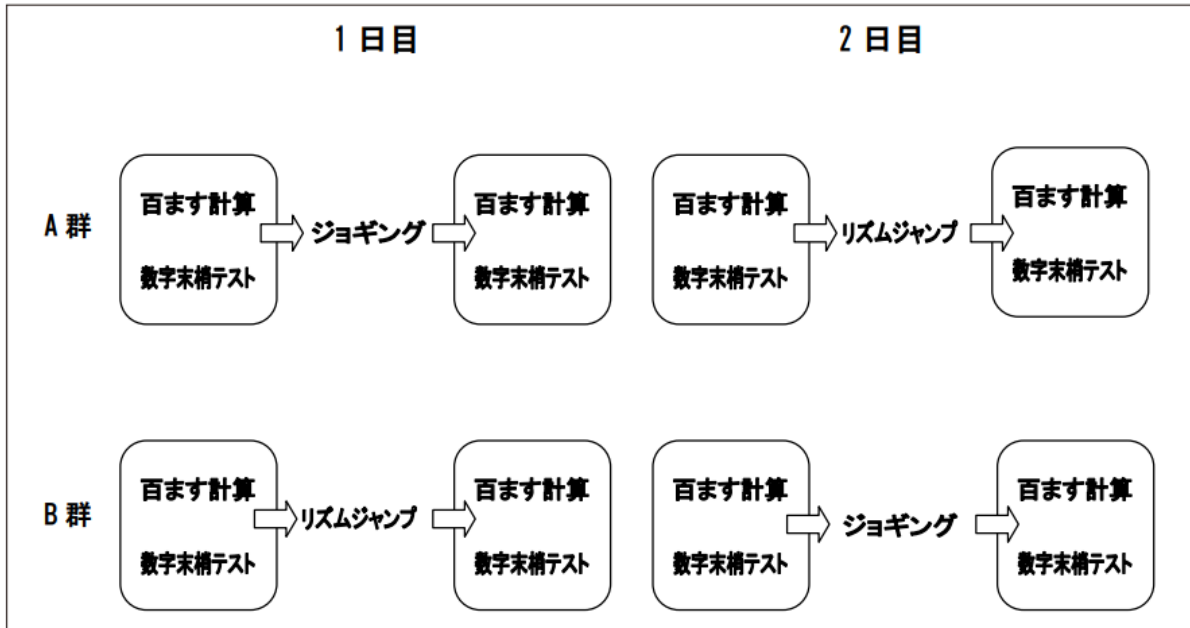 1日目 2日目
A群
百ます計算 百ます計算 百ます計算 百ます計算
ジョギング リズムジャンプ
数字末梢テスト 数字末梢テスト 数字末梢テスト 数字末梢テスト
B群
百ます計算 百ます計算 百ます計算 百ます計算
リズムジャンプ ジョギング
数字末梢テスト 数字末梢テスト 数字末梢テスト 数字末梢テスト